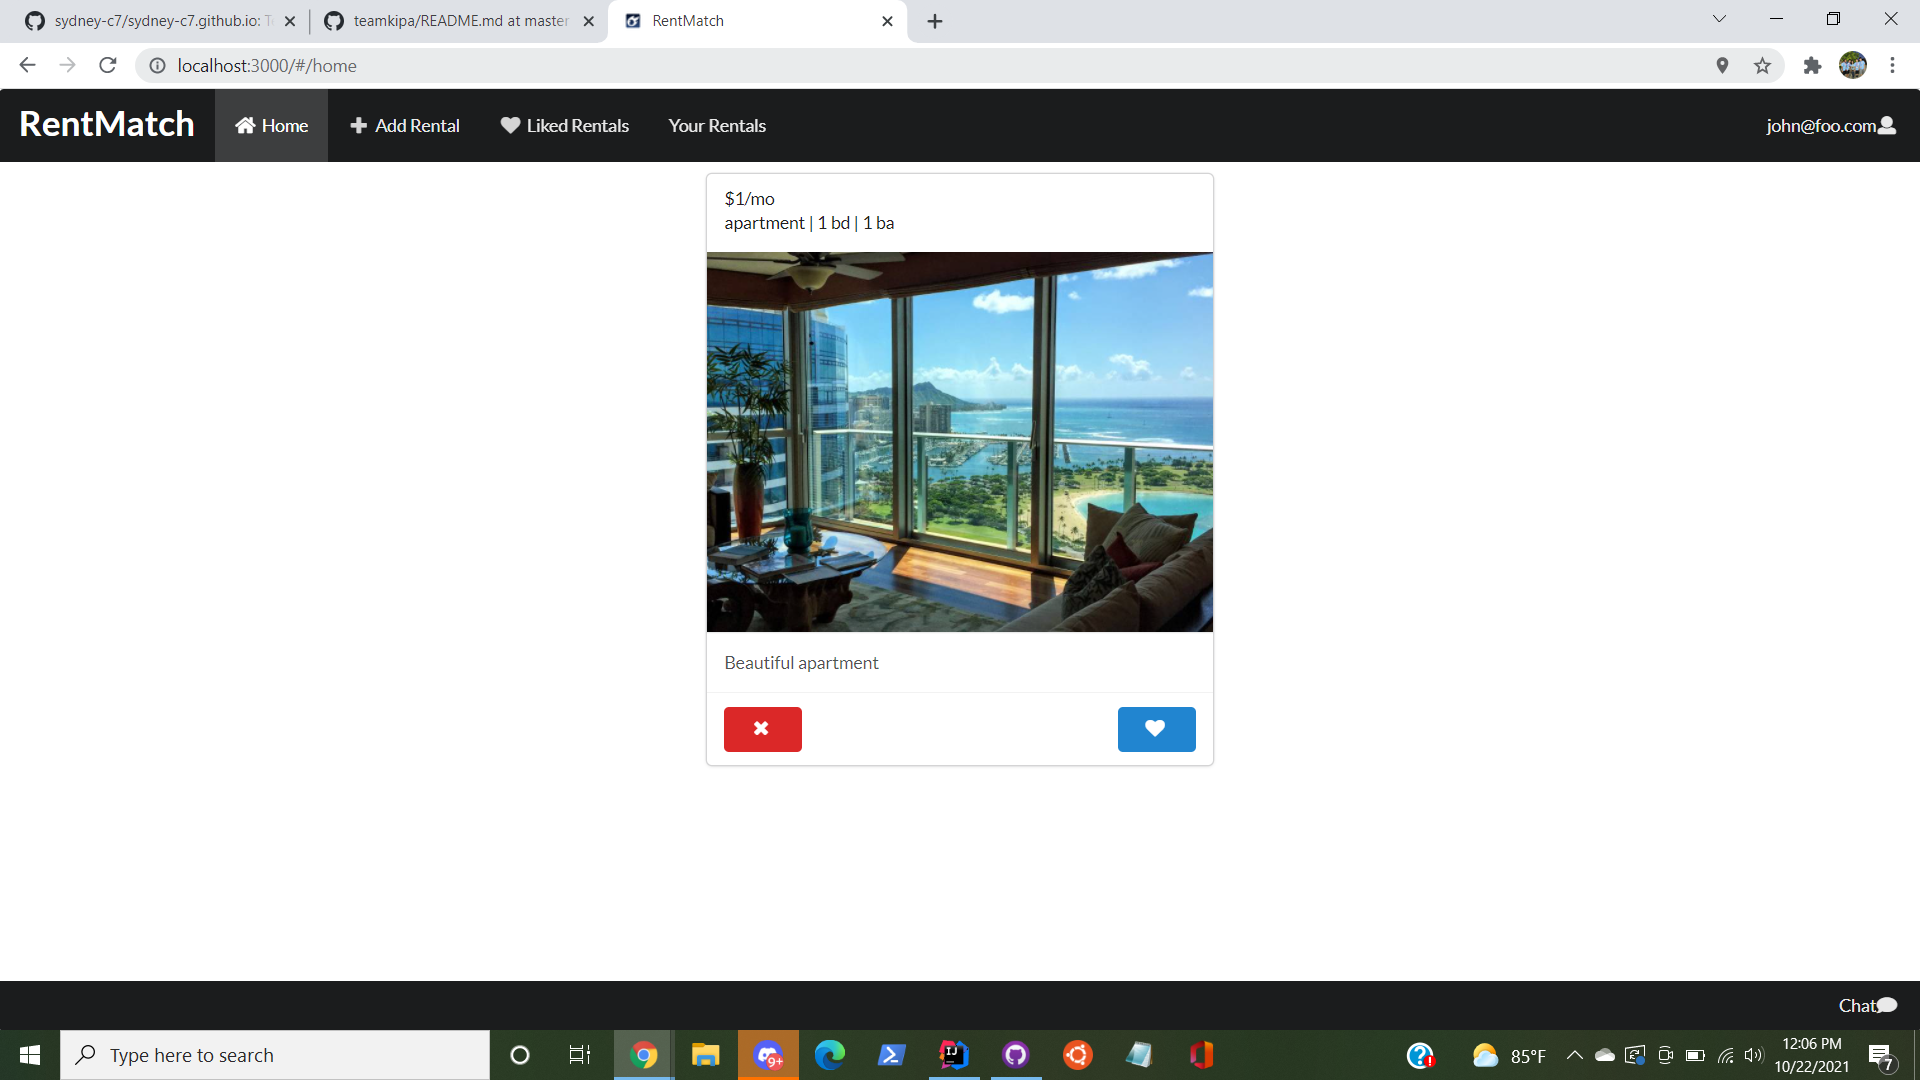 sydney-c7/sydney-c7.github.io: T
teamkipa/README.md at master
RentMatch
localhost:3000/#/home
RentMatch
Home
Add Rental
Liked Rentals
Your Rentals
john@foo.com
$1/mo
apartment | 1 bd | 1 ba
Beautiful apartment
Chat
Type here to search
9+
IJ
85°F
12:06 PM
10/22/2021
7